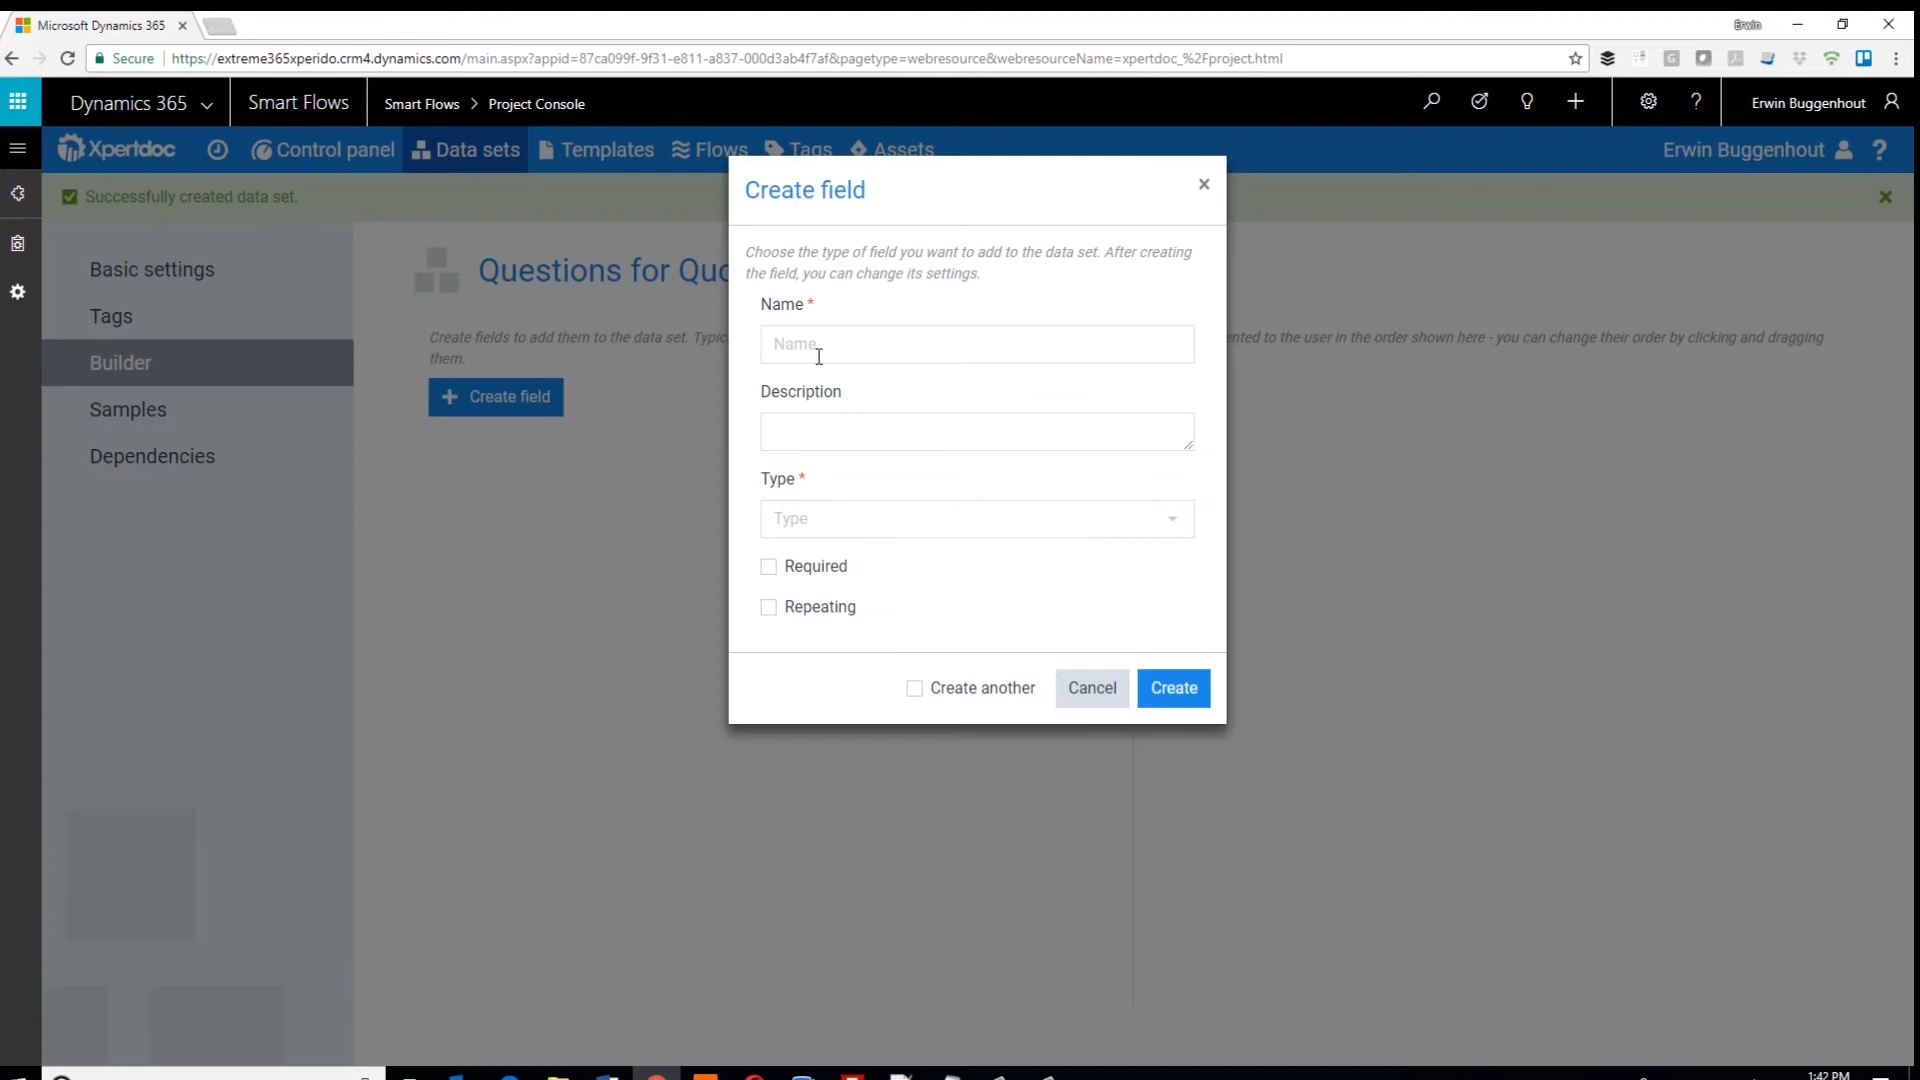 Microsoft Dynamics 365
Erwin
Secure
https://extreme365xperido.crm4.dynamics.com/main.aspx?appid=87ca099f-9f31-e811-a837-000d3ab4f7af&pagetype=webresource&webresourceName=xpertdoc_%2Fproject.html
Dynamics 365
Smart Flows
Smart Flows > Project Console
Erwin Buggenhout
Xpertdoc
Control panel
Data sets
Templates
Flows
Tags
Assets
Erwin Buggenhout
Successfully created data set.
Basic settings
Tags
Builder
Samples
Dependencies
Questions for Quo
Create fields to add them to the data set. Typic
ented to the user in the order shown here - you can change their order by clicking and dragging
them.
Create field
Create field
Choose the type of field you want to add to the data set. After creating
the field, you can change its settings.
Name *
Name
Description
Type *
Type
Required
Repeating
Create another
Cancel
Create
1:42 PM